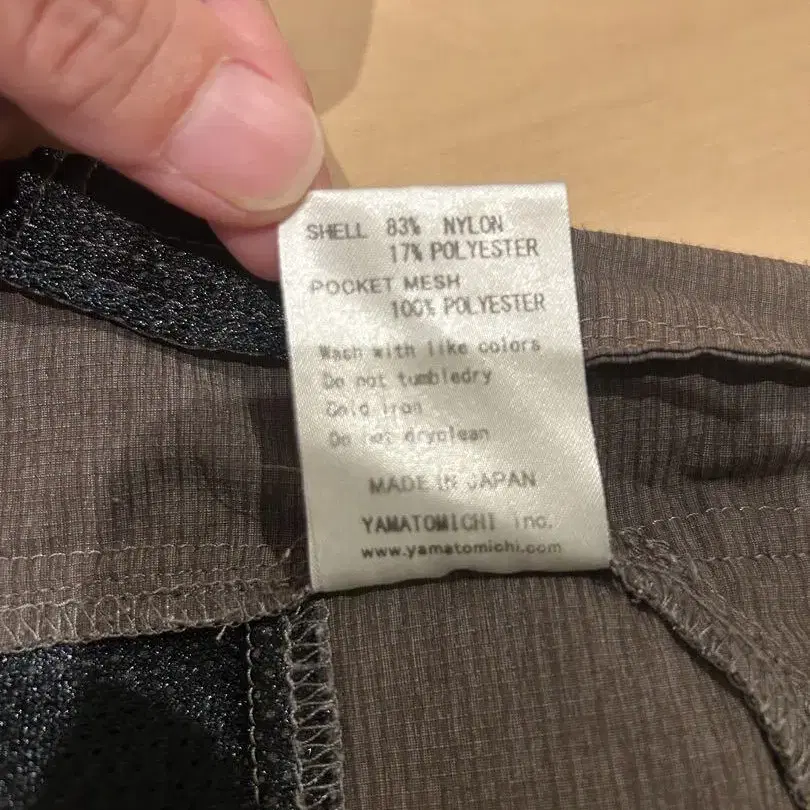 SHELL 83% NYLON
17% POLYESTER
POCKET MESH
100% POLYESTER
Wash with like colors
Do not tumbledry
Cold iron
Do not dryclean
MADE IN JAPAN
YAMATOMICHI inc.
www.yamatomichi.com